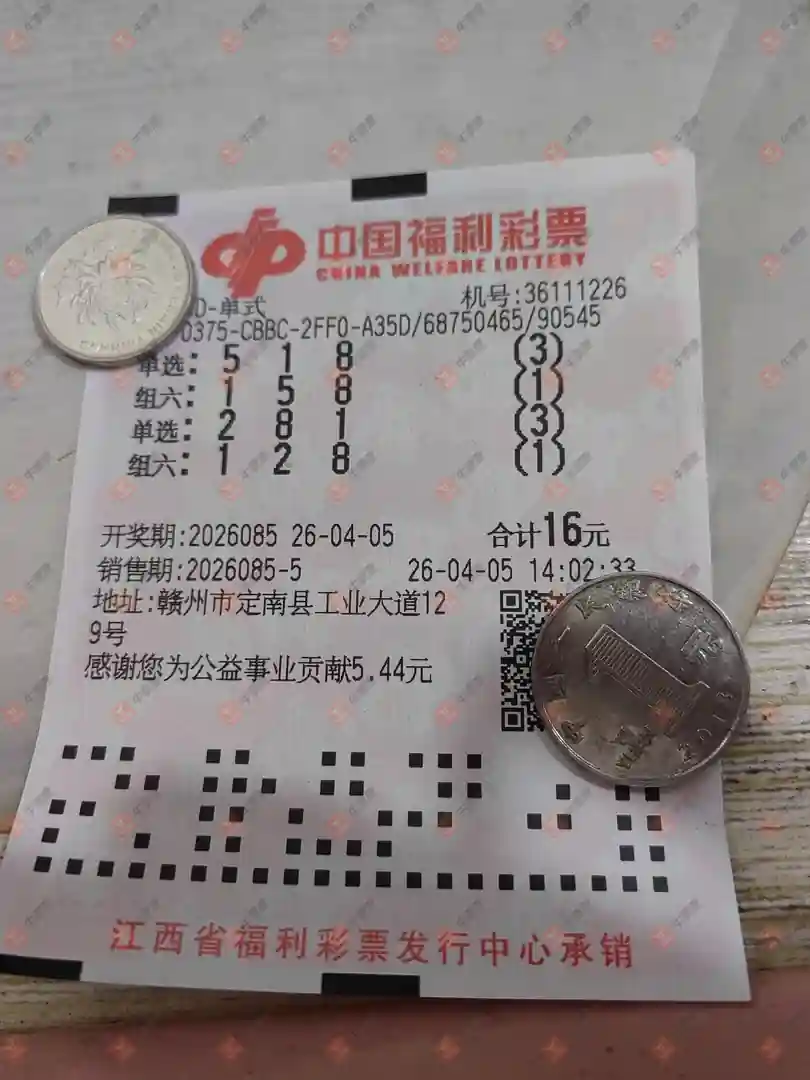 中国福利彩票
CHINA WELFARE LOTTERY
D-单式 机号:36111226
0375-CBBC-2FF0-A35D/68750465/90545
单选: 5 1 8 (3)
组六: 1 5 8 (1)
单选: 2 8 1 (3)
组六: 1 2 8 (1)
开奖期:2026085 26-04-05 合计16元
销售期:2026085-5 26-04-05 14:02:33
地址:赣州市定南县工业大道12
9号
感谢您为公益事业贡献5.44元
江西省福利彩票发行中心承销